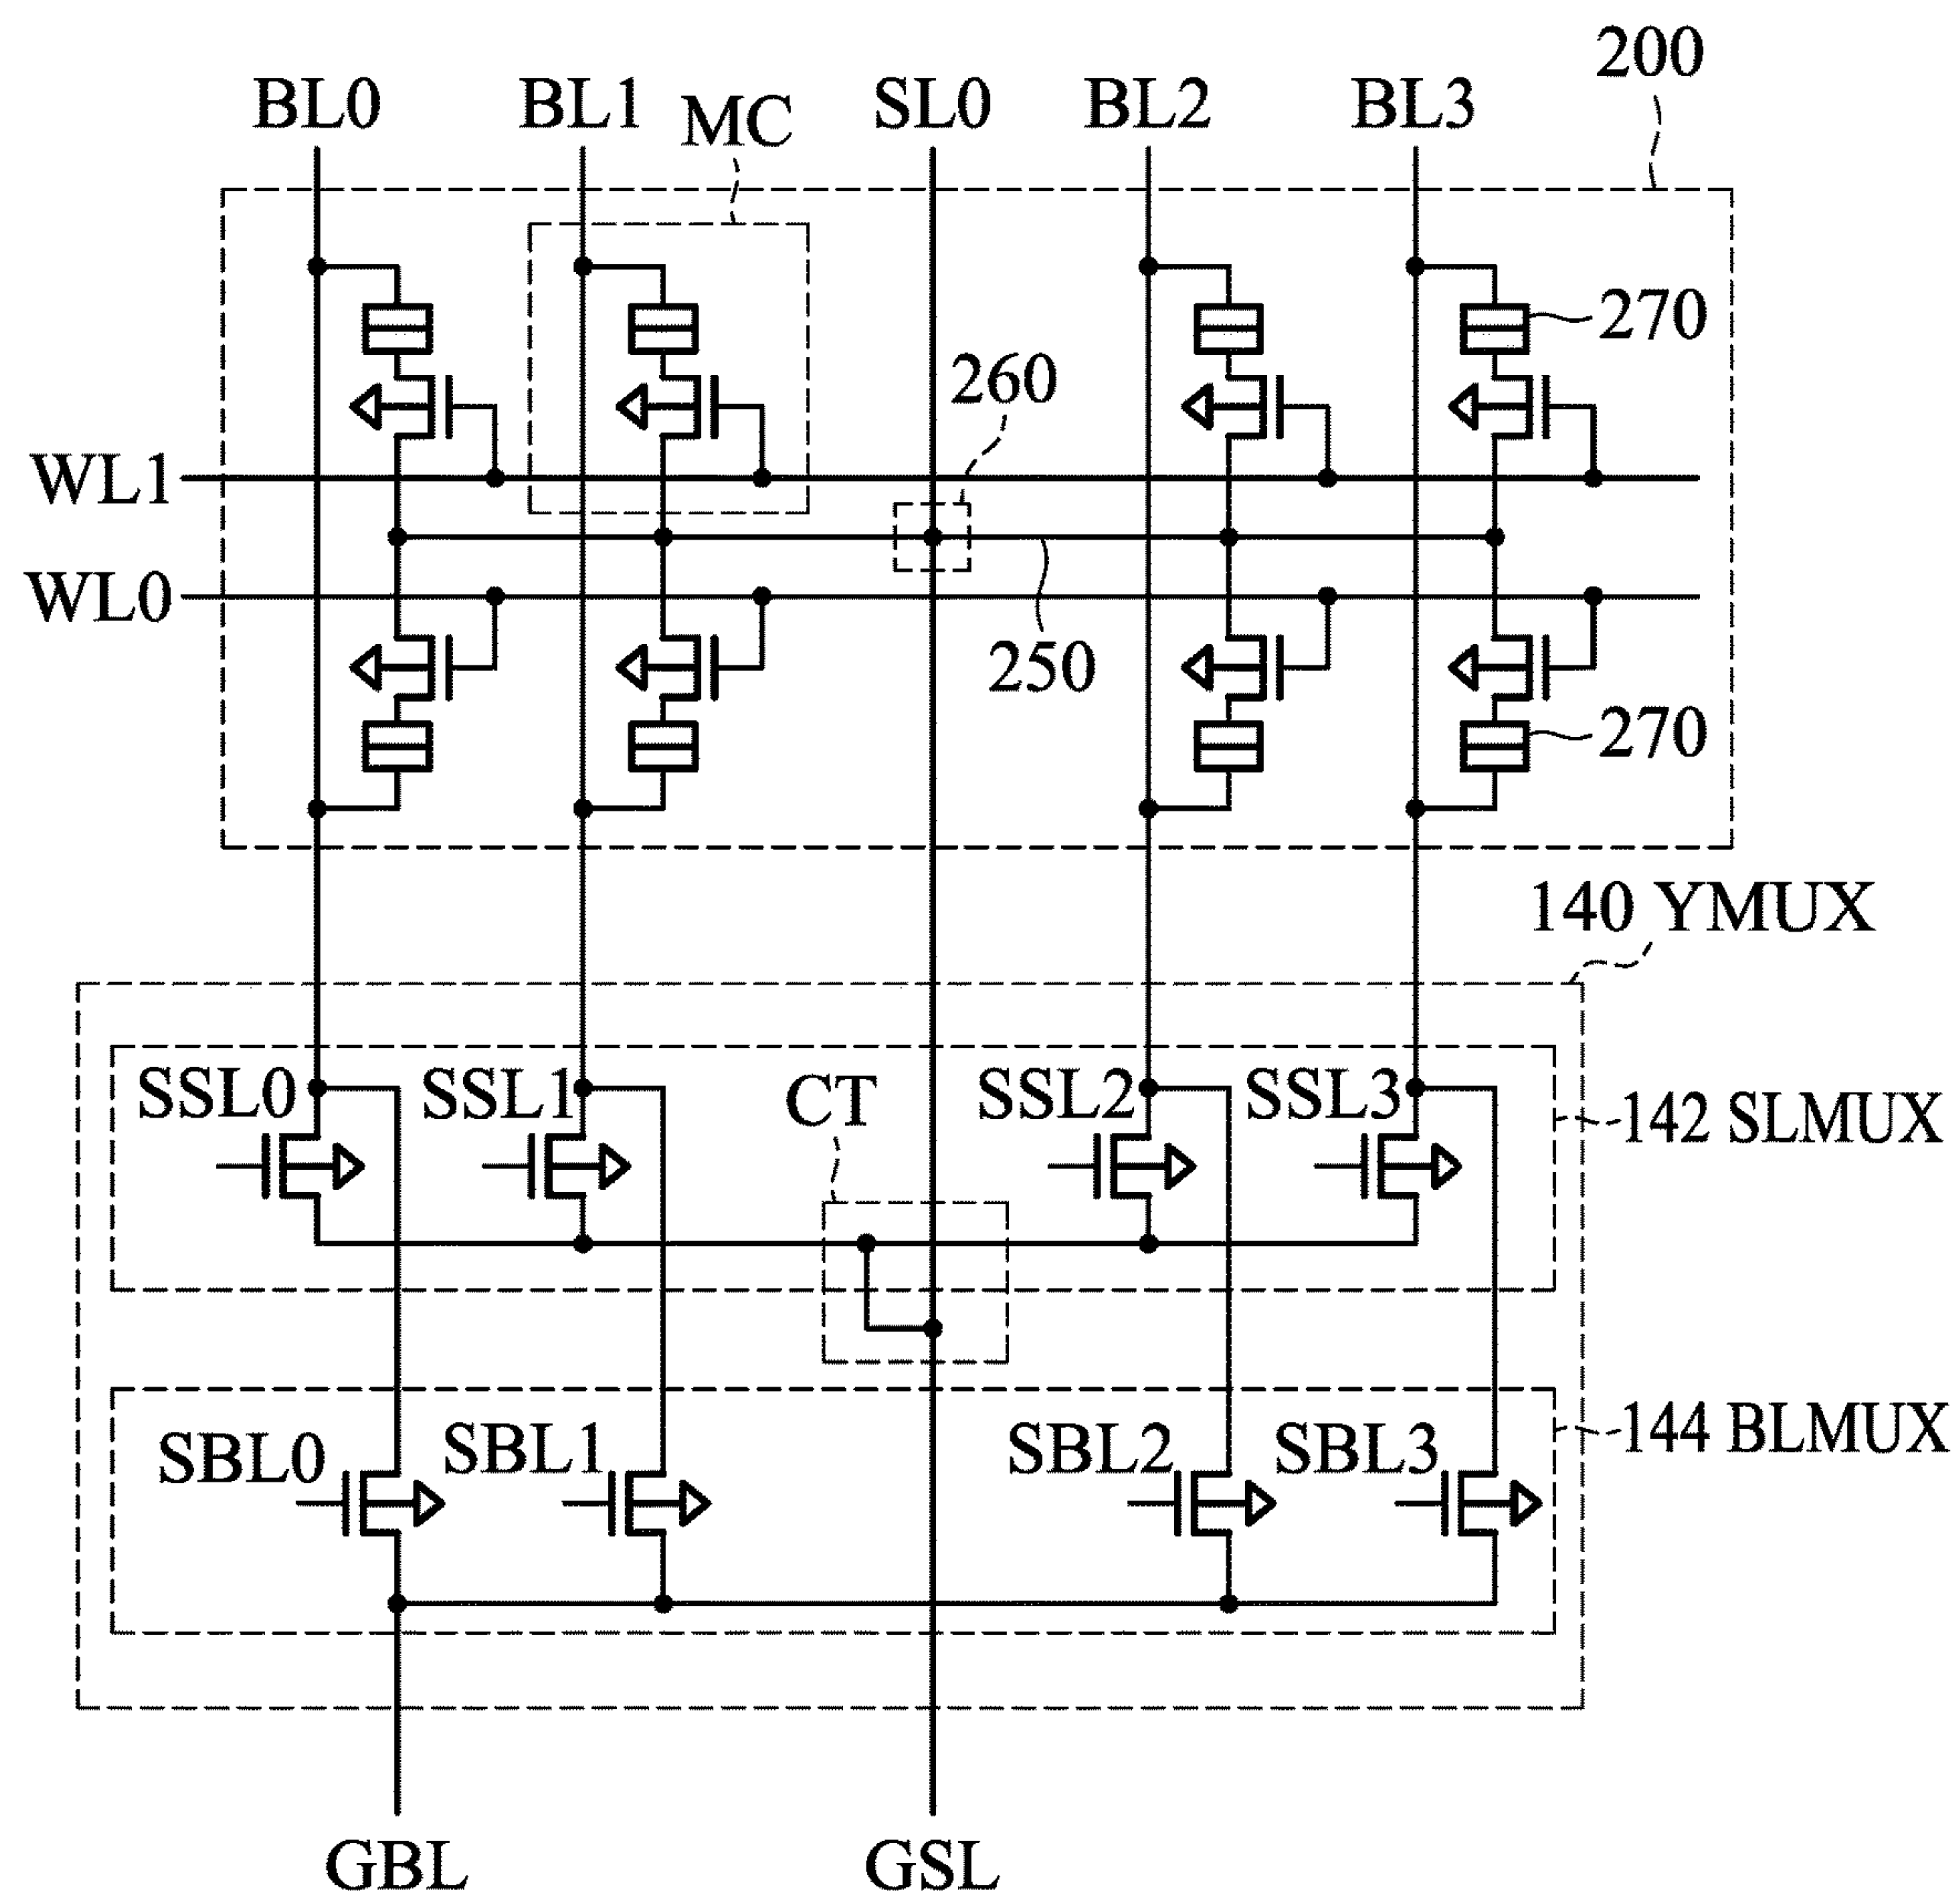 200
BL0 BL1 MC SL0 BL2 BL3
270
260
WL1
WL0
250
270
140 YMUX
SSL0 SSL1 CT SSL2 SSL3 142 SLMUX
SBL0 SBL1 SBL2 SBL3 144 BLMUX
GBL GSL